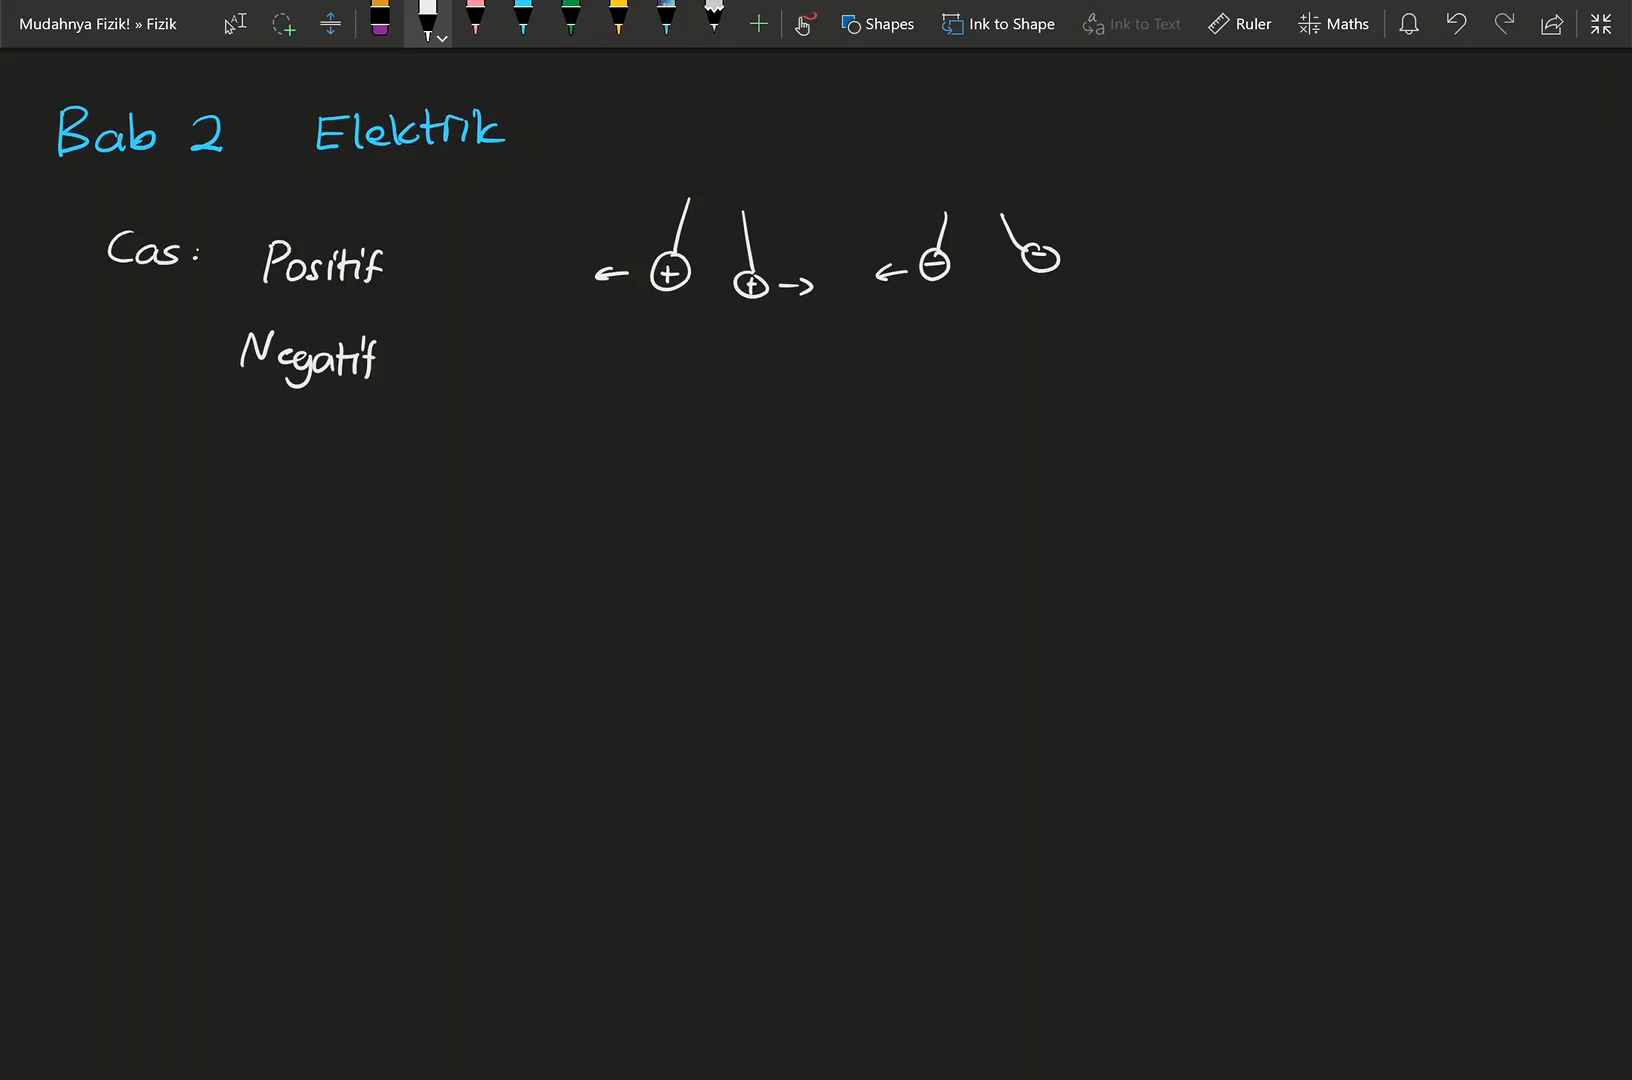 Mudahnya Fizik! » Fizik Shapes Ink to Shape Ink to Text Ruler Maths
Bab 2 Elektrik
Cas: Positif + + - -
Negatif